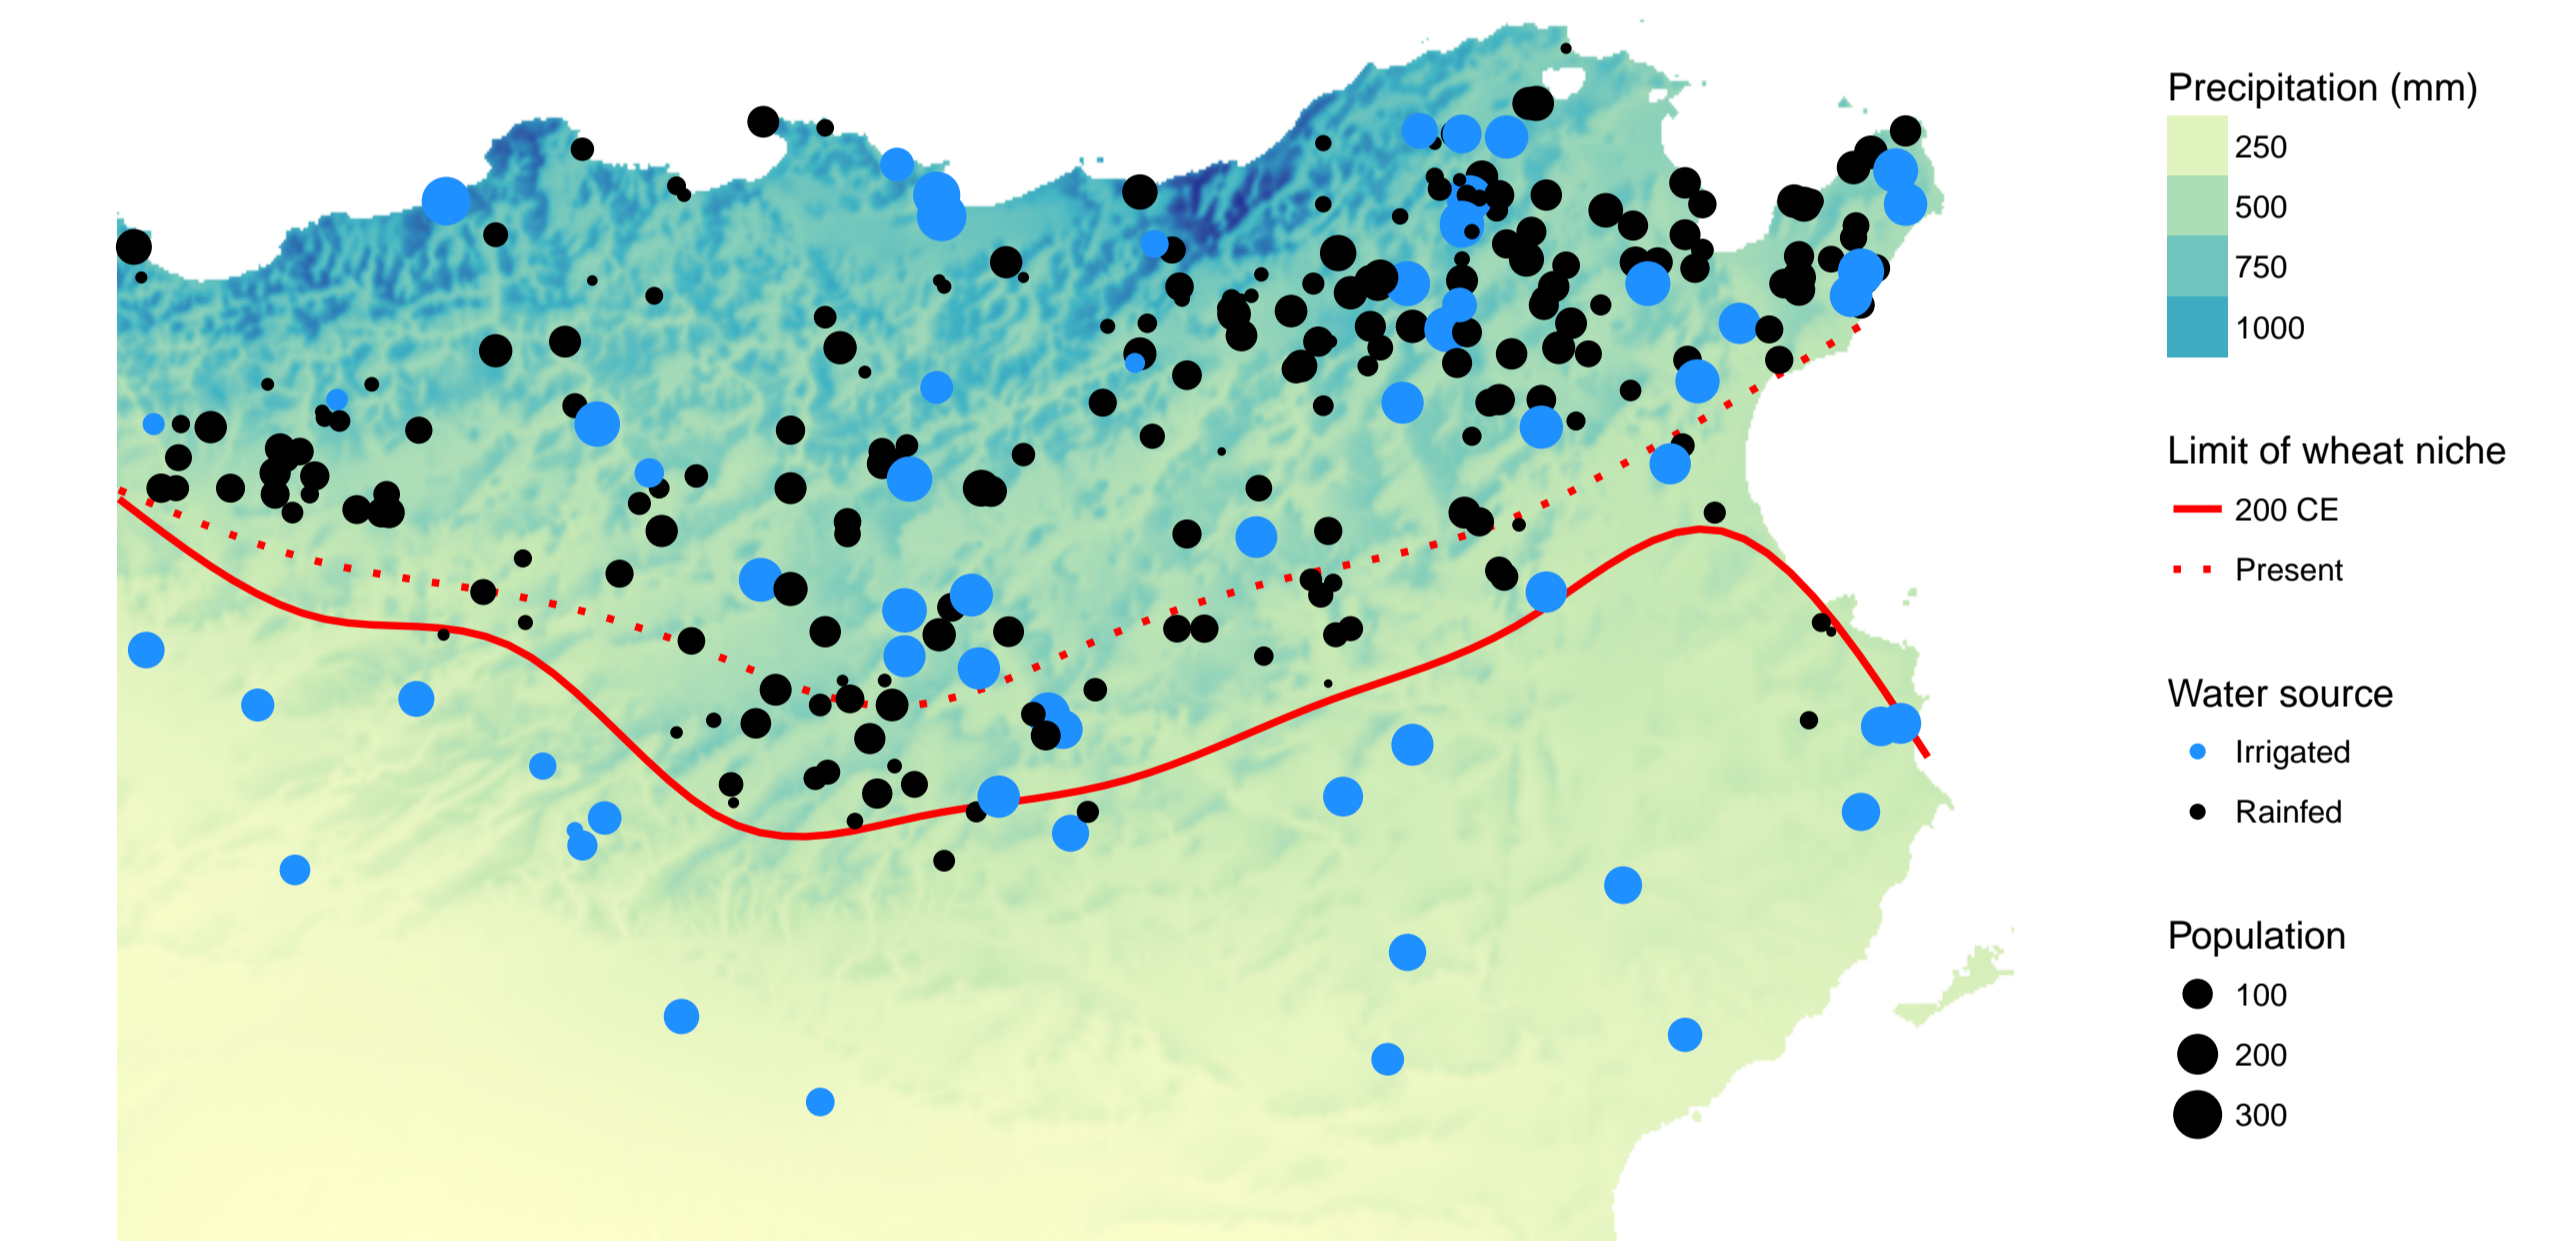 Precipitation (mm)
250
500
750
1000
Limit of wheat niche
200 CE
Present
Water source
Irrigated
Rainfed
Population
100
200
300